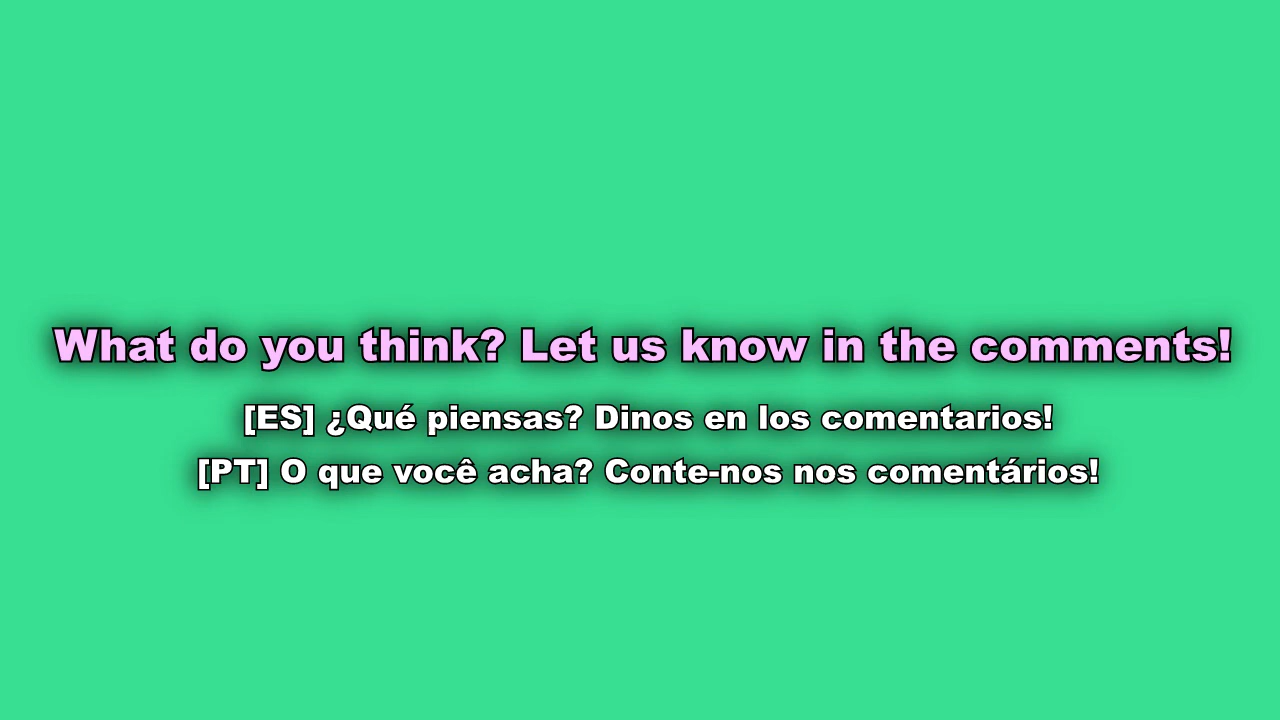 What do you think? Let us know in the comments!
[ES] ¿Qué piensas? Dinos en los comentarios!
[PT] O que você acha? Conte-nos nos comentários!